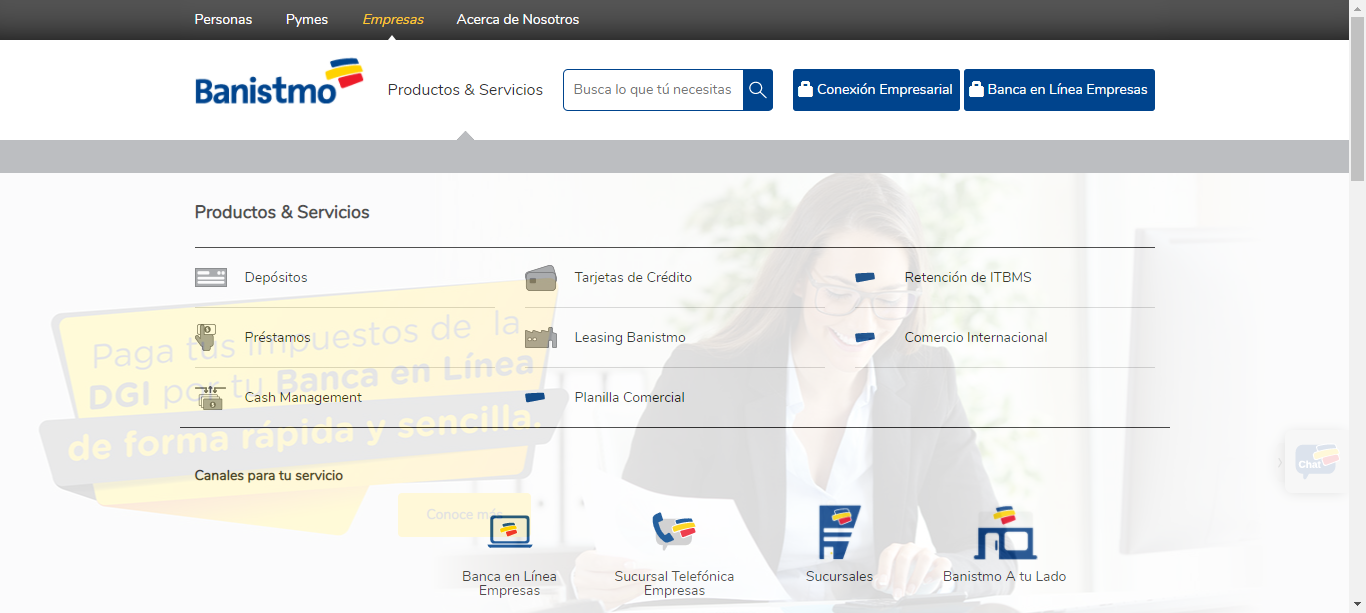 Personas Pymes Empresas Acerca de Nosotros
Banistmo Productos & Servicios Busca lo que tú necesitas Conexión Empresarial Banca en Línea Empresas
Productos & Servicios
Depósitos Tarjetas de Crédito Retención de ITBMS
Préstamos Leasing Banistmo Comercio Internacional
Cash Management Planilla Comercial
Paga tus impuestos de la
DGI por tu Banca en Línea
de forma rápida y sencilla.
Chat
Canales para tu servicio
Conoce más
Banca en Línea
Empresas
Sucursal Telefónica
Empresas
Sucursales
Banistmo A tu Lado